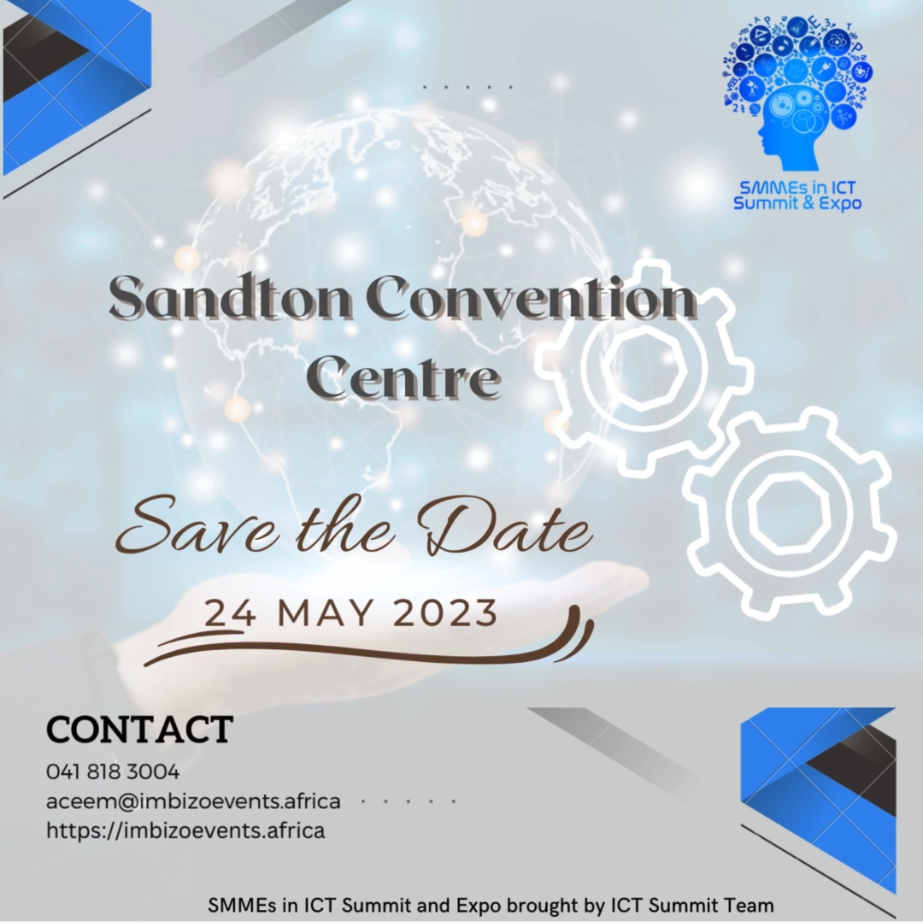 SMMEs in ICT
Summit & Expo
Sandton Convention
Centre
Save the Date
24 MAY 2023
CONTACT
041 818 3004
aceem@imbizoevents.africa
https://imbizoevents.africa
SMMEs in ICT Summit and Expo brought by ICT Summit Team